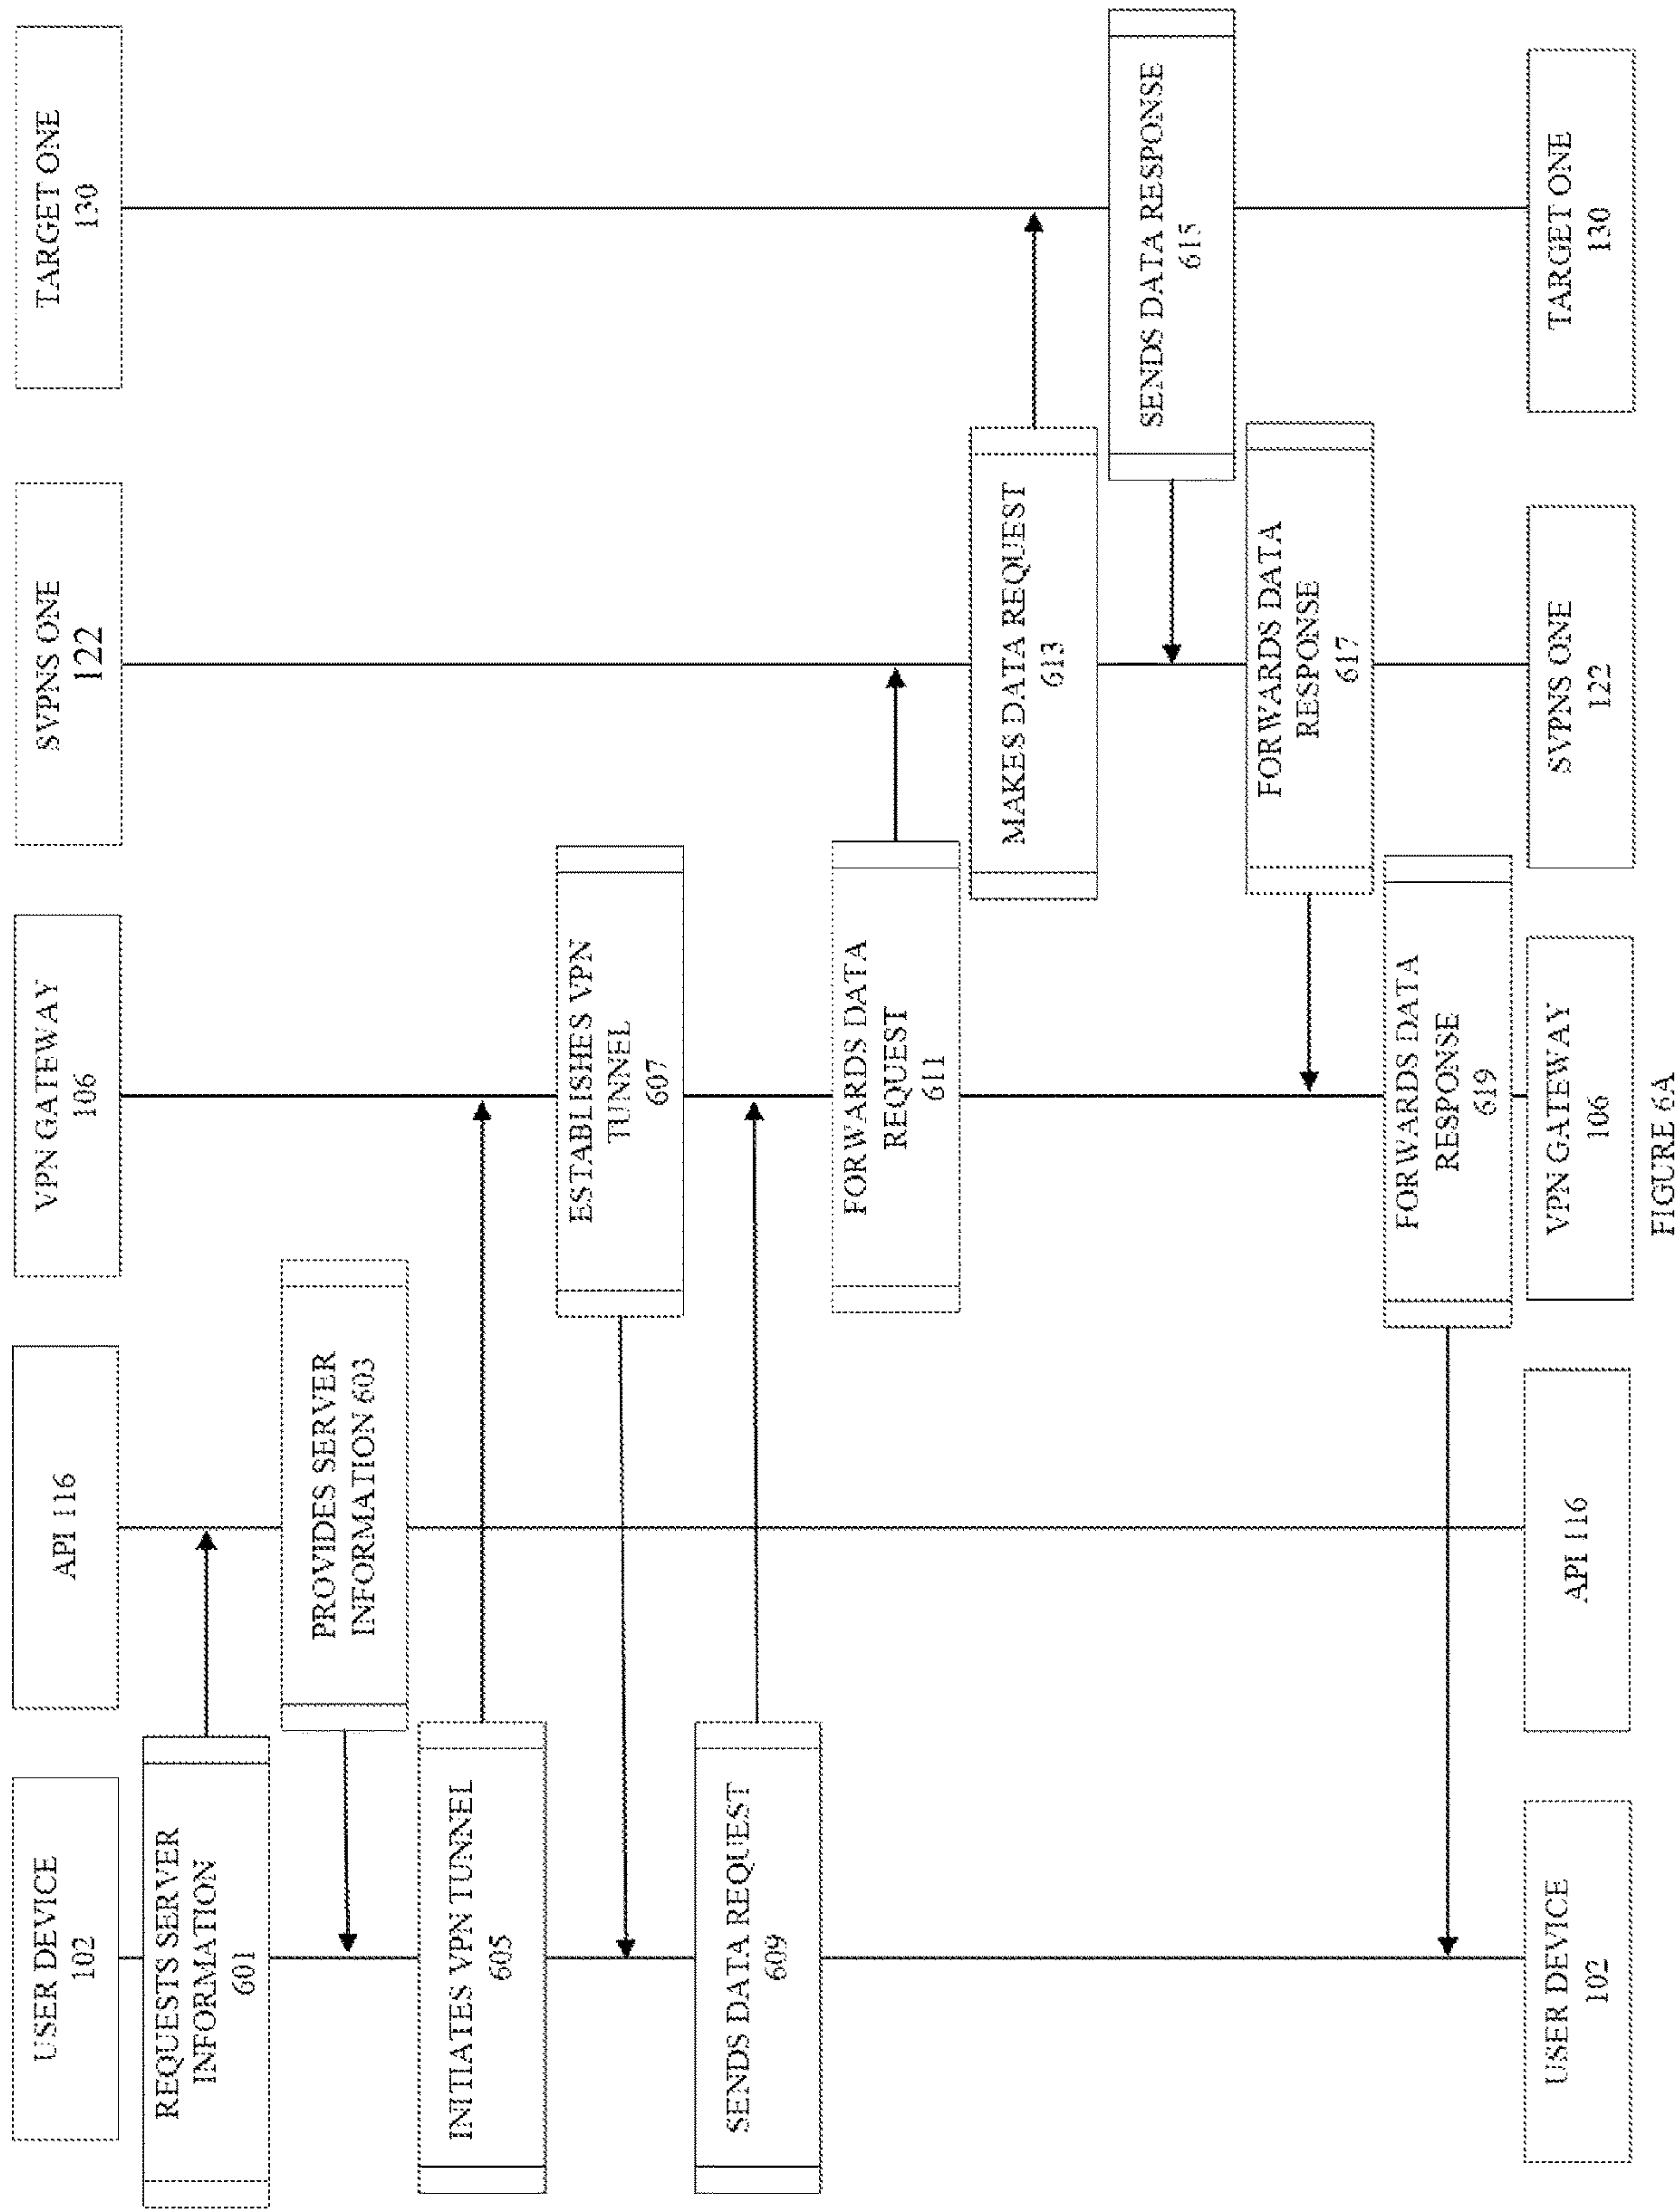 USER DEVICE
102
API 116
VPN GATEWAY
106
SVPNS ONE
122
TARGET ONE
130
REQUESTS SERVER
INFORMATION
601
PROVIDES SERVER
INFORMATION 603
INITIATES VPN TUNNEL
605
ESTABLISHES VPN
TUNNEL
607
SENDS DATA REQUEST
609
FORWARDS DATA
REQUEST
611
MAKES DATA REQUEST
613
SENDS DATA RESPONSE
615
FORWARDS DATA
RESPONSE
617
FORWARDS DATA
RESPONSE
619
USER DEVICE
102
API 116
VPN GATEWAY
106
SVPNS ONE
122
TARGET ONE
130
FIGURE 6A